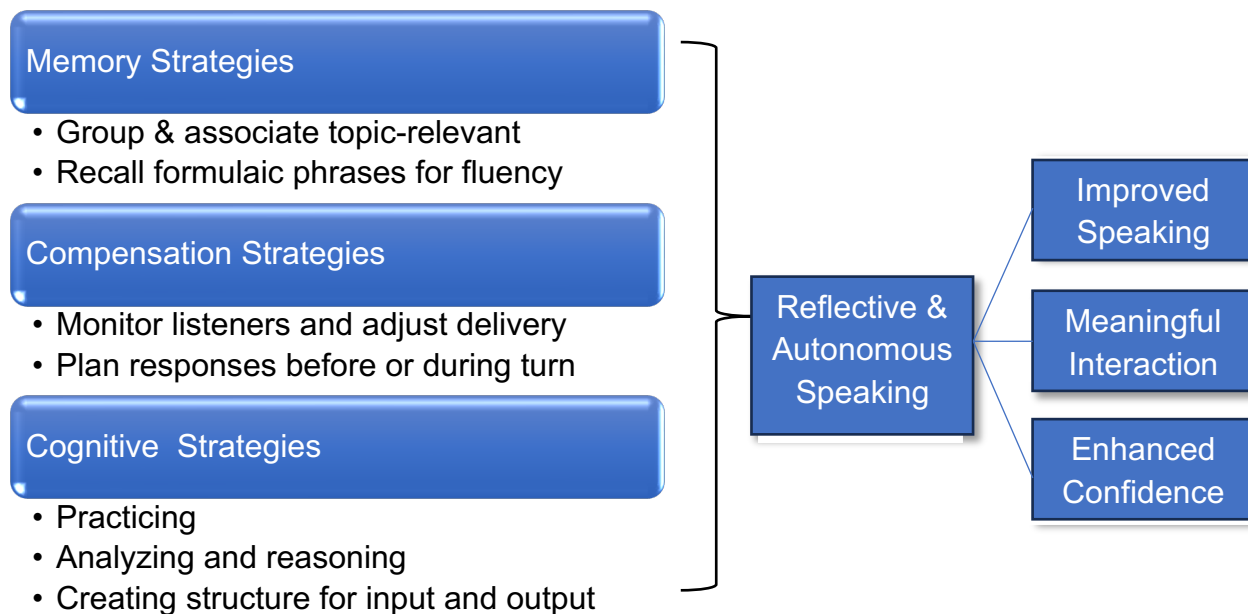 Memory Strategies
• Group & associate topic-relevant
• Recall formulaic phrases for fluency
Compensation Strategies
• Monitor listeners and adjust delivery
• Plan responses before or during turn
Cognitive  Strategies
• Practicing
• Analyzing and reasoning
• Creating structure for input and output
Reflective &
Autonomous
Speaking
Improved
Speaking
Meaningful
Interaction
Enhanced
Confidence